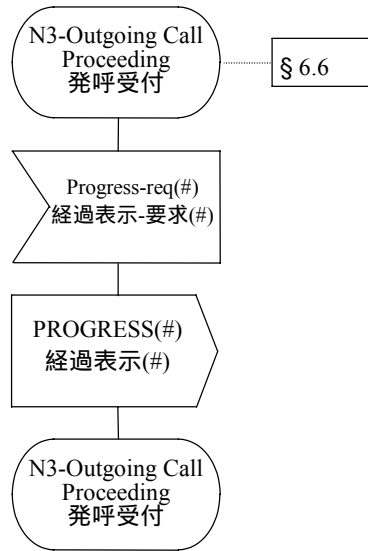 N3-Outgoing Call
Proceeding
発呼受付
§ 6.6
Progress-req(#)
経過表示-要求(#)
PROGRESS(#)
経過表示(#)
N3-Outgoing Call
Proceeding
発呼受付